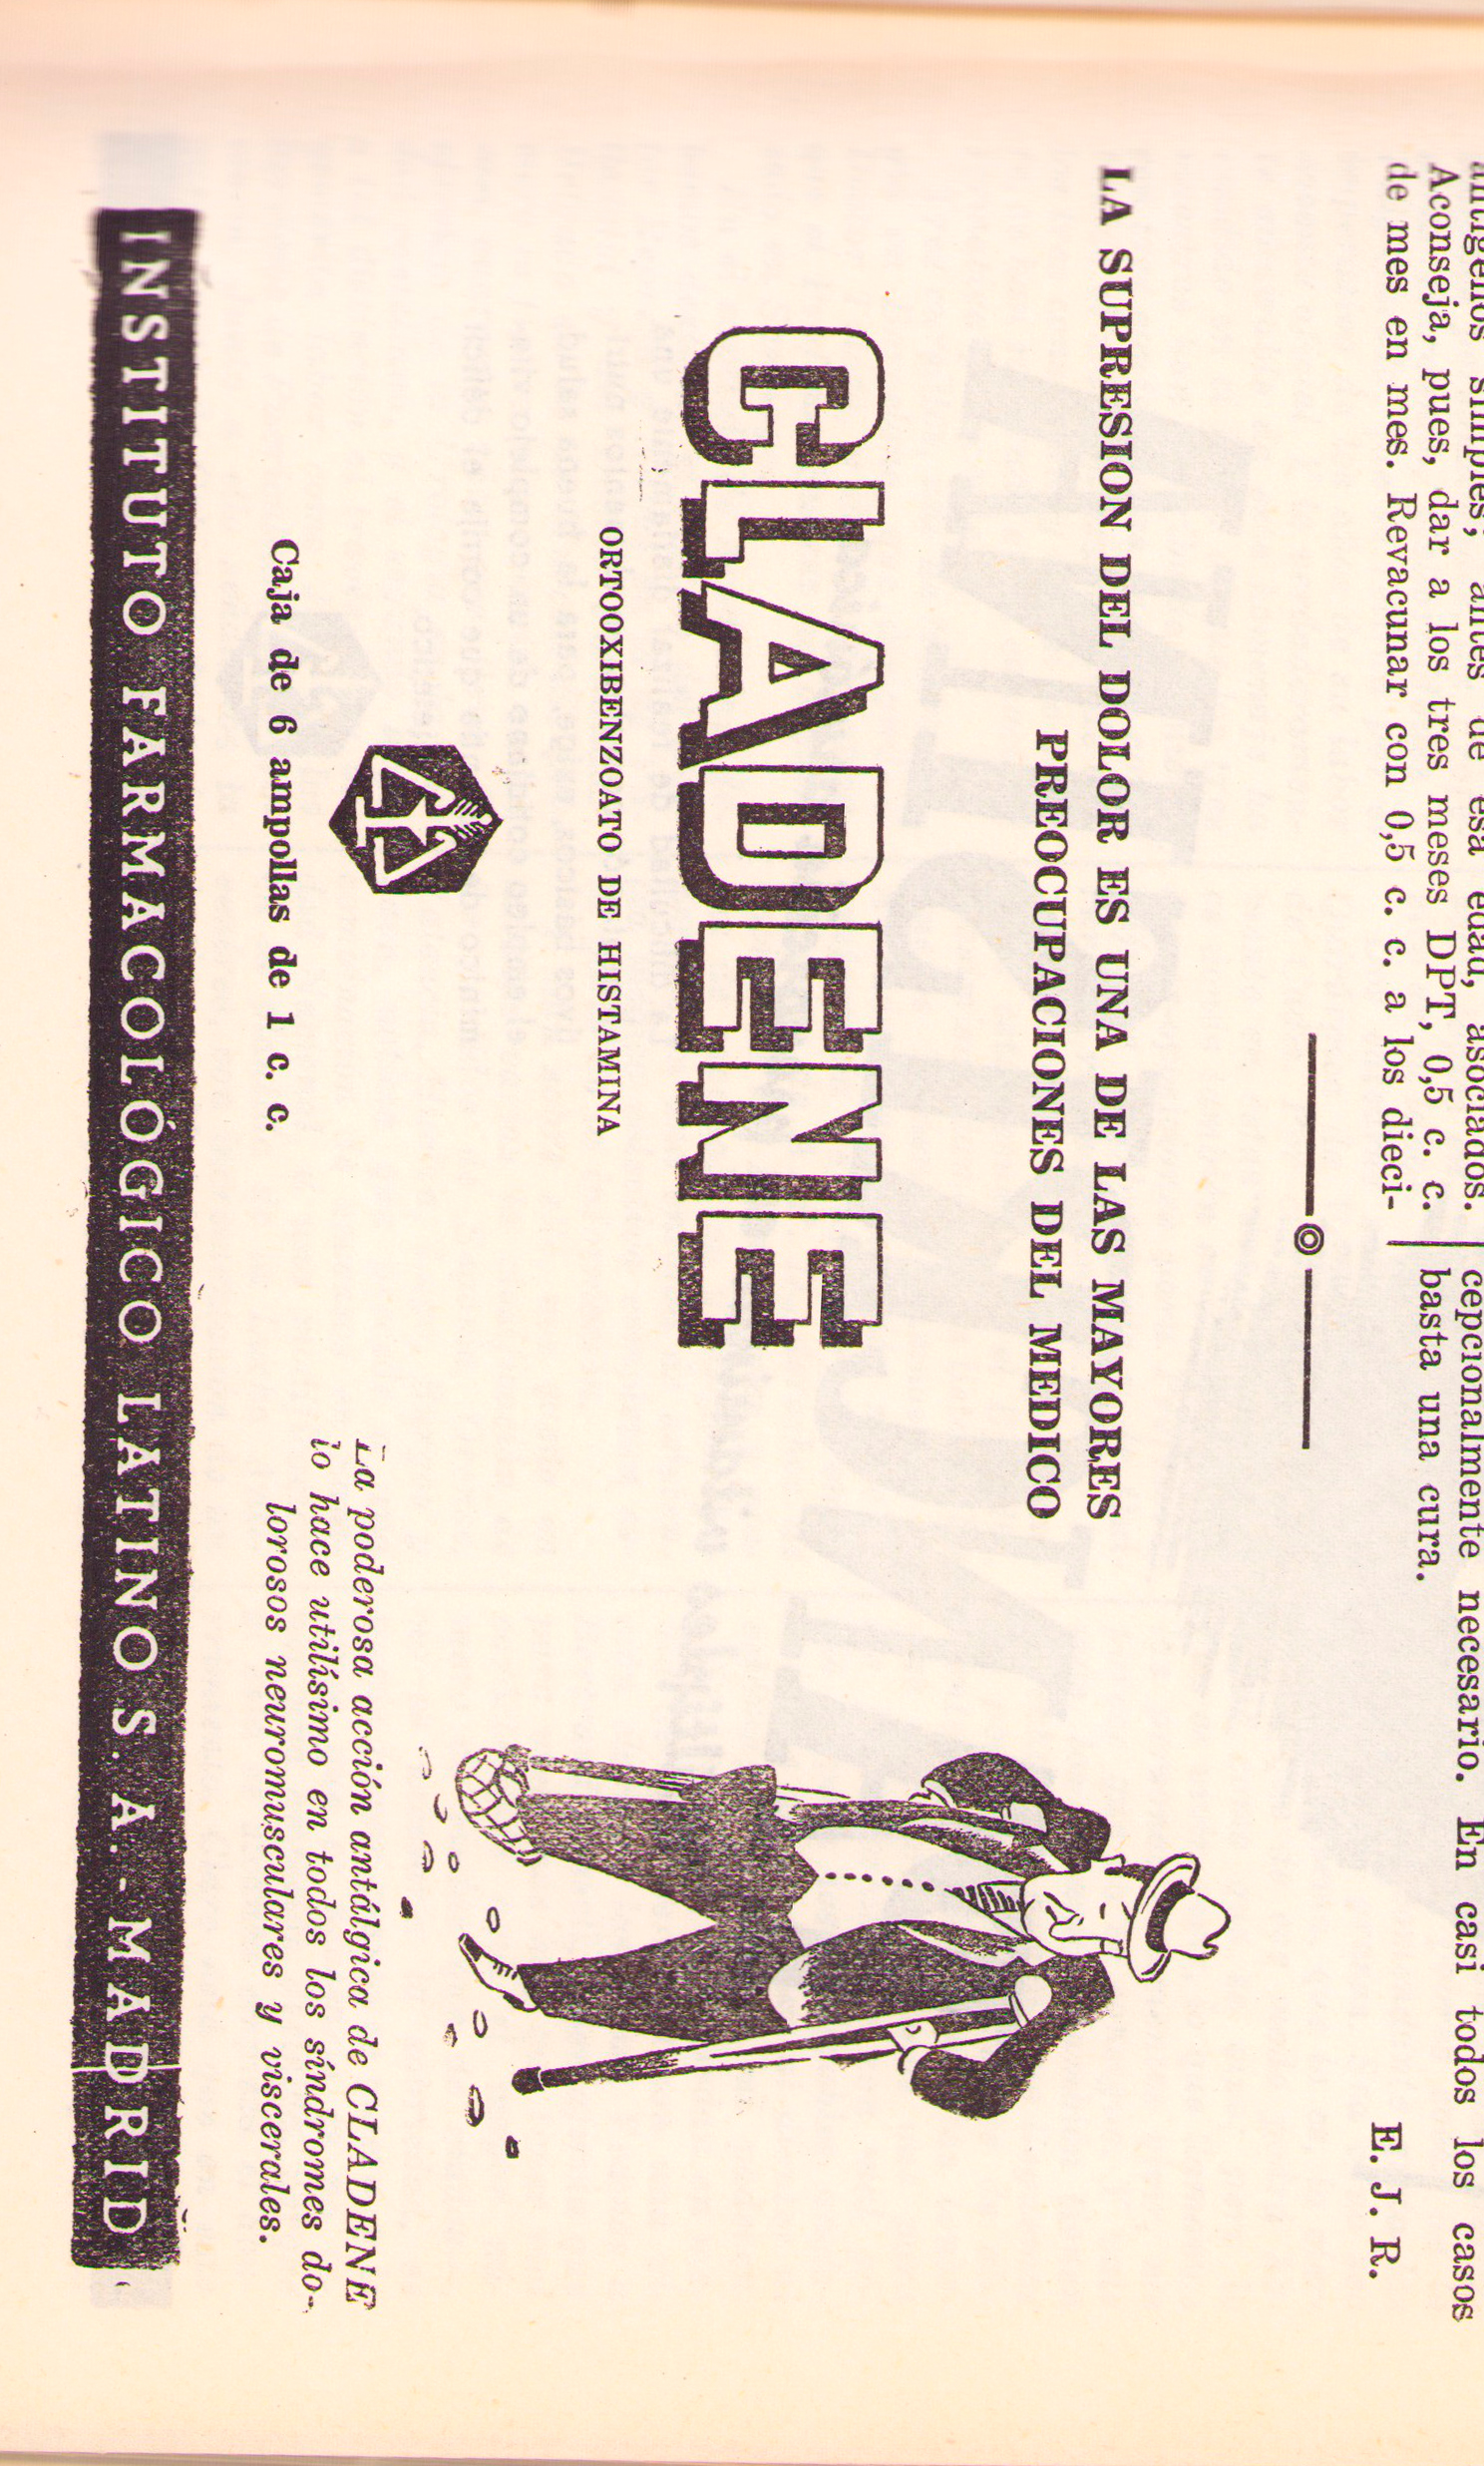 antígenos simples, antes de esa edad, asociados.
Aconseja, pues, dar a los tres meses DPT, 0,5 c. c.
de mes en mes. Revacunar con 0,5 c. c. a los dieci-
cepcionalmente necesario. En casi todos los casos
basta una cura.
E. J. R.
LA SUPRESION DEL DOLOR ES UNA DE LAS MAYORES
PREOCUPACIONES DEL MEDICO
CLADENE
ORTOOXIBENZOATO DE HISTAMINA
Caja de 6 ampollas de 1 c. c.
La poderosa acción antálgica de CLADENE
lo hace utilísimo en todos los síndromes do-
lorosos neuromusculares y viscerales.
INSTITUTO FARMACOLÓGICO LATINO S. A. - MADRID